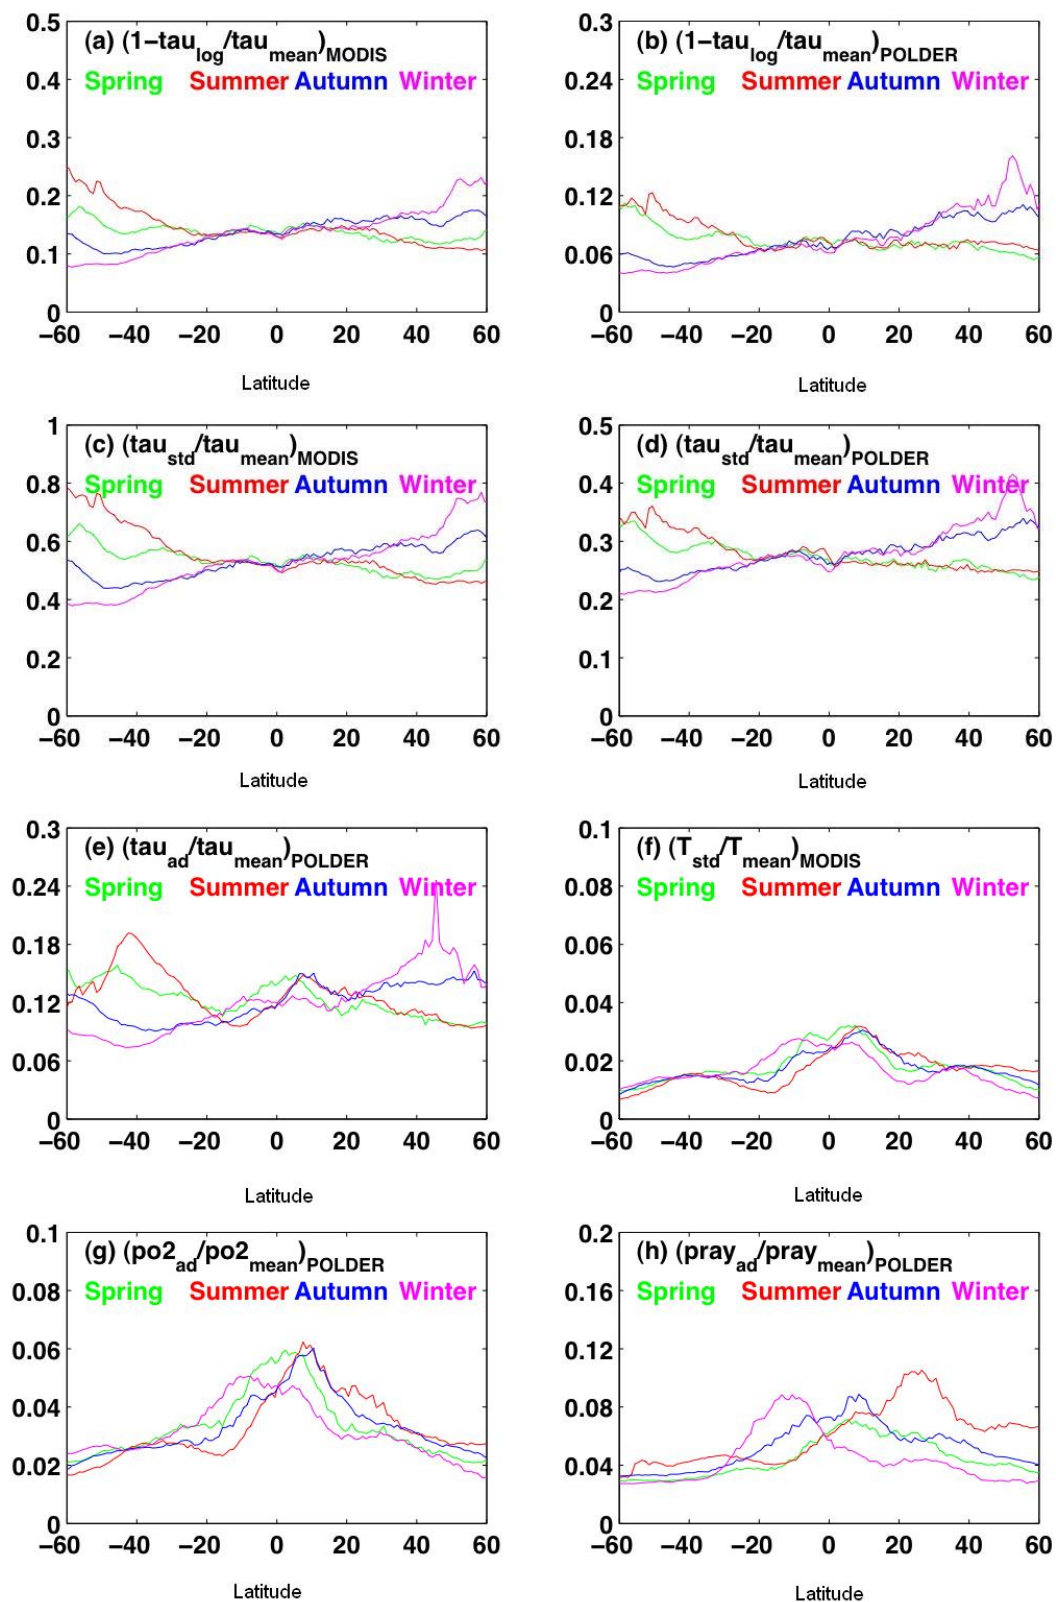 (a) (1−tau_log/tau_mean)_MODIS
Spring Summer Autumn Winter
0.5
0.4
0.3
0.2
0.1
0
−60 −40 −20 0 20 40 60
Latitude
(b) (1−tau_log/tau_mean)_POLDER
Spring Summer Autumn Winter
0.3
0.24
0.18
0.12
0.06
0
−60 −40 −20 0 20 40 60
Latitude
(c) (tau_std/tau_mean)_MODIS
Spring Summer Autumn Winter
1
0.8
0.6
0.4
0.2
0
−60 −40 −20 0 20 40 60
Latitude
(d) (tau_std/tau_mean)_POLDER
Spring Summer Autumn Winter
0.5
0.4
0.3
0.2
0.1
0
−60 −40 −20 0 20 40 60
Latitude
(e) (tau_ad/tau_mean)_POLDER
Spring Summer Autumn Winter
0.3
0.24
0.18
0.12
0.06
0
−60 −40 −20 0 20 40 60
Latitude
(f) (T_std/T_mean)_MODIS
Spring Summer Autumn Winter
0.1
0.08
0.06
0.04
0.02
0
−60 −40 −20 0 20 40 60
Latitude
(g) (po2_ad/po2_mean)_POLDER
Spring Summer Autumn Winter
0.1
0.08
0.06
0.04
0.02
0
−60 −40 −20 0 20 40 60
Latitude
(h) (pray_ad/pray_mean)_POLDER
Spring Summer Autumn Winter
0.2
0.16
0.12
0.08
0.04
0
−60 −40 −20 0 20 40 60
Latitude